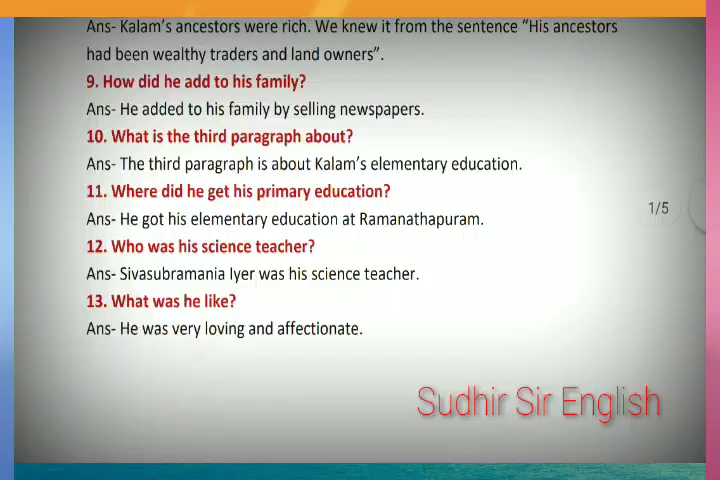 Ans- Kalam's ancestors were rich. We knew it from the sentence “His ancestors
had been wealthy traders and land owners”.
9. How did he add to his family?
Ans- He added to his family by selling newspapers.
10. What is the third paragraph about?
Ans- The third paragraph is about Kalam's elementary education.
11. Where did he get his primary education?
Ans- He got his elementary education at Ramanathapuram.
1/5
12. Who was his science teacher?
Ans- Sivasubramania Iyer was his science teacher.
13. What was he like?
Ans- He was very loving and affectionate.
Sudhir Sir English